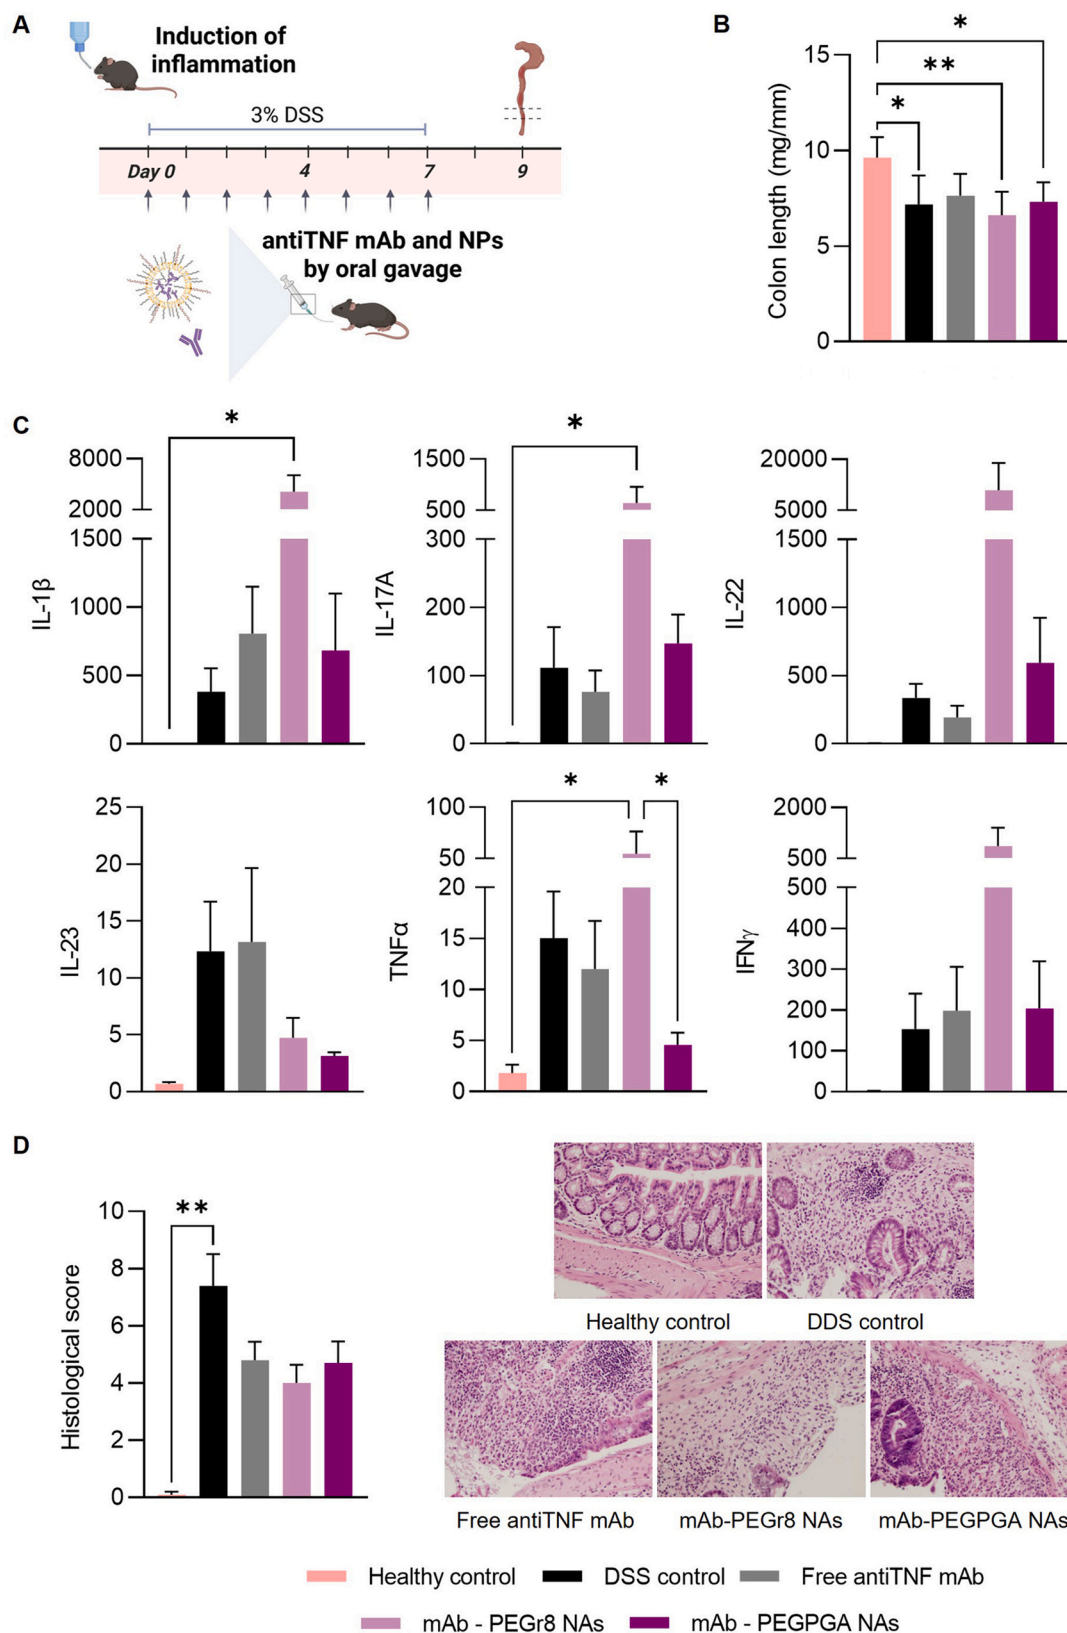 A
Induction of
inflammation
3% DSS
Day 0
4
7
9
antiTNF mAb and NPs
by oral gavage
B
*
**
*
15
10
5
0
Colon length (mg/mm)
C
*
8000
2000
1500
1000
500
0
IL-1β
*
1500
500
300
200
100
0
IL-17A
20000
5000
1500
1000
500
0
IL-22
25
20
15
10
5
0
IL-23
*
*
100
50
20
15
10
5
0
TNFα
2000
500
500
400
300
200
100
0
IFNγ
D
**
10
8
6
4
2
0
Histological score
Healthy control
DDS control
Free antiTNF mAb
mAb-PEGr8 NAs
mAb-PEGPGA NAs
Healthy control
DSS control
Free antiTNF mAb
mAb - PEGr8 NAs
mAb - PEGPGA NAs